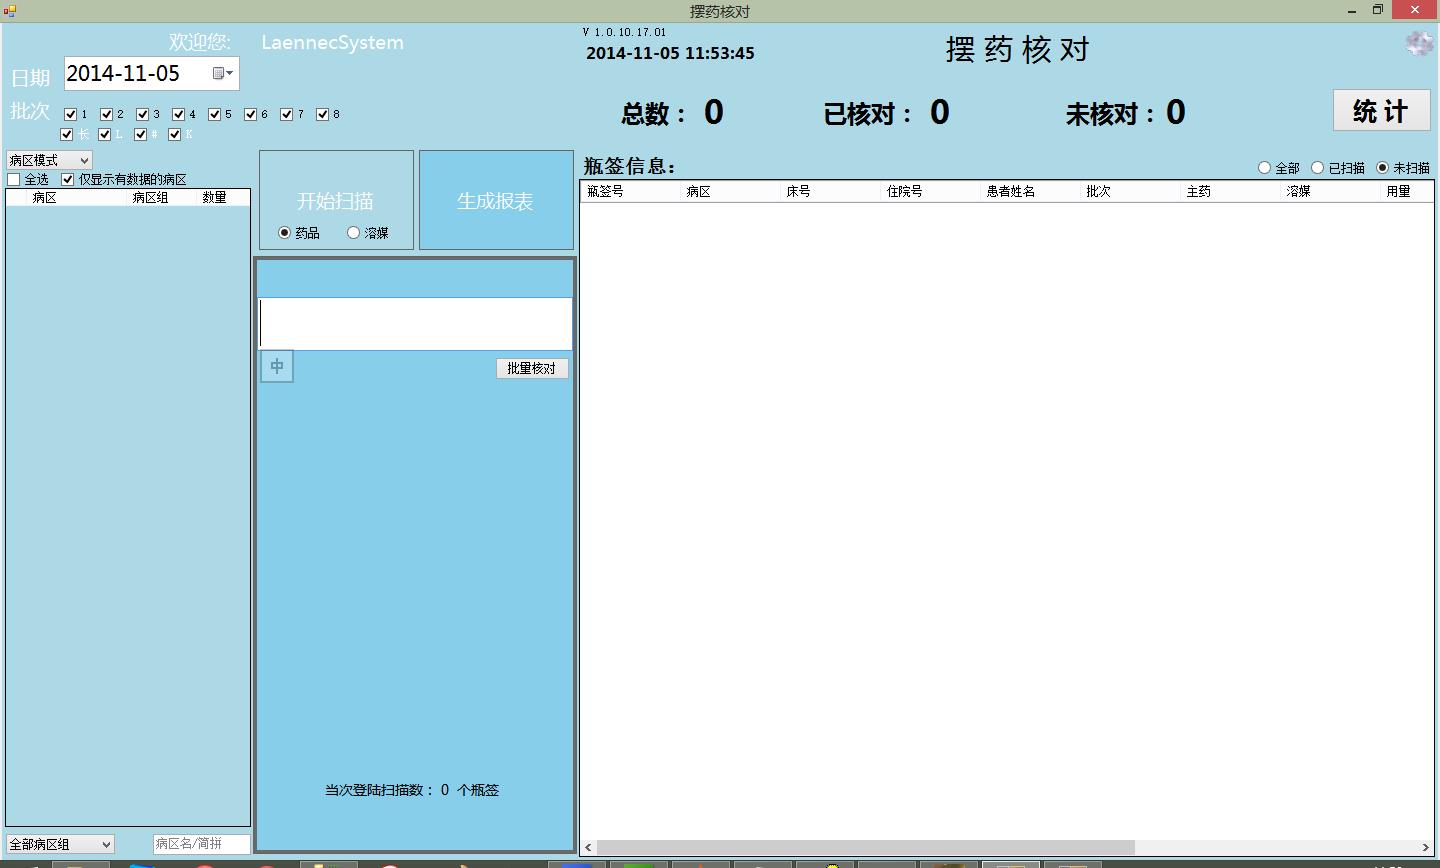 摆药核对
欢迎您: LaennecSystem
V 1.0.10.17.01
2014-11-05 11:53:45
摆药核对
日期 2014-11-05
批次 1 2 3 4 5 6 7 8
长 L # K
总数： 0 已核对： 0 未核对： 0
统计
病区模式
全选 仅显示有数据的病区
病区 病区组 数量
开始扫描
药品 溶媒
生成报表
中
批量核对
当次登陆扫描数： 0 个瓶签
瓶签信息：
全部 已扫描 未扫描
瓶签号 病区 床号 住院号 患者姓名 批次 主药 溶媒 用量
全部病区组
病区名/简拼